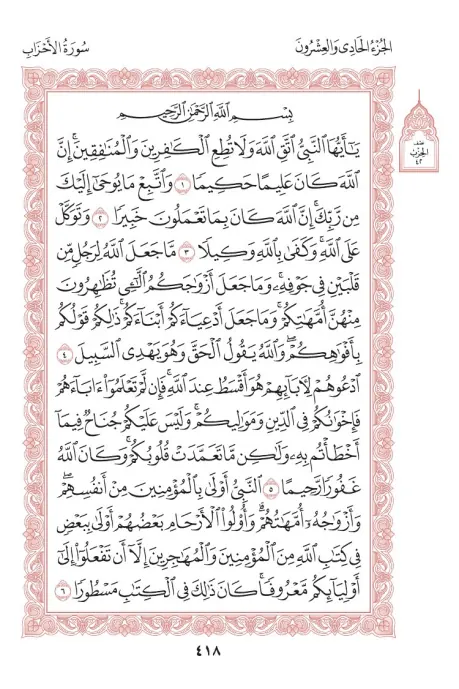 الجزء الحادي والعشرون
سورة الأحزاب
بِسْمِ ٱللَّهِ ٱلرَّحْمَٰنِ ٱلرَّحِيمِ
يَـٰٓأَيُّهَا ٱلنَّبِىُّ ٱتَّقِ ٱللَّهَ وَلَا تُطِعِ ٱلْكَـٰفِرِينَ وَٱلْمُنَـٰفِقِينَ ۗ إِنَّ
ٱللَّهَ كَانَ عَلِيمًا حَكِيمًا ١ وَٱتَّبِعْ مَا يُوحَىٰٓ إِلَيْكَ
مِن رَّبِّكَ ۚ إِنَّ ٱللَّهَ كَانَ بِمَا تَعْمَلُونَ خَبِيرًا ٢ وَتَوَكَّلْ
عَلَى ٱللَّهِ ۚ وَكَفَىٰ بِٱللَّهِ وَكِيلًا ٣ مَّا جَعَلَ ٱللَّهُ لِرَجُلٍ مِّن
قَلْبَيْنِ فِى جَوْفِهِۦ ۚ وَمَا جَعَلَ أَزْوَٰجَكُمُ ٱلَّـٰٓـِٔى تُظَـٰهِرُونَ
مِنْهُنَّ أُمَّهَـٰتِكُمْ ۚ وَمَا جَعَلَ أَدْعِيَآءَكُمْ أَبْنَآءَكُمْ ۚ ذَٰلِكُمْ قَوْلُكُم
بِأَفْوَٰهِكُمْ ۖ وَٱللَّهُ يَقُولُ ٱلْحَقَّ وَهُوَ يَهْدِى ٱلسَّبِيلَ ٤
ٱدْعُوهُمْ لِـَٔابَآئِهِمْ هُوَ أَقْسَطُ عِندَ ٱللَّهِ ۚ فَإِن لَّمْ تَعْلَمُوٓا۟ ءَابَآءَهُمْ
فَإِخْوَٰنُكُمْ فِى ٱلدِّينِ وَمَوَٰلِيكُمْ ۚ وَلَيْسَ عَلَيْكُمْ جُنَاحٌ فِيمَآ
أَخْطَأْتُم بِهِۦ وَلَـٰكِن مَّا تَعَمَّدَتْ قُلُوبُكُمْ ۚ وَكَانَ ٱللَّهُ
غَفُورًا رَّحِيمًا ٥ ٱلنَّبِىُّ أَوْلَىٰ بِٱلْمُؤْمِنِينَ مِنْ أَنفُسِهِمْ ۖ
وَأَزْوَٰجُهُۥٓ أُمَّهَـٰتُهُمْ ۗ وَأُو۟لُوا۟ ٱلْأَرْحَامِ بَعْضُهُمْ أَوْلَىٰ بِبَعْضٍ
فِى كِتَـٰبِ ٱللَّهِ مِنَ ٱلْمُؤْمِنِينَ وَٱلْمُهَـٰجِرِينَ إِلَّآ أَن تَفْعَلُوٓا۟ إِلَىٰٓ
أَوْلِيَآئِكُم مَّعْرُوفًا ۚ كَانَ ذَٰلِكَ فِى ٱلْكِتَـٰبِ مَسْطُورًا ٦
الحزب
٤٢
٤١٨